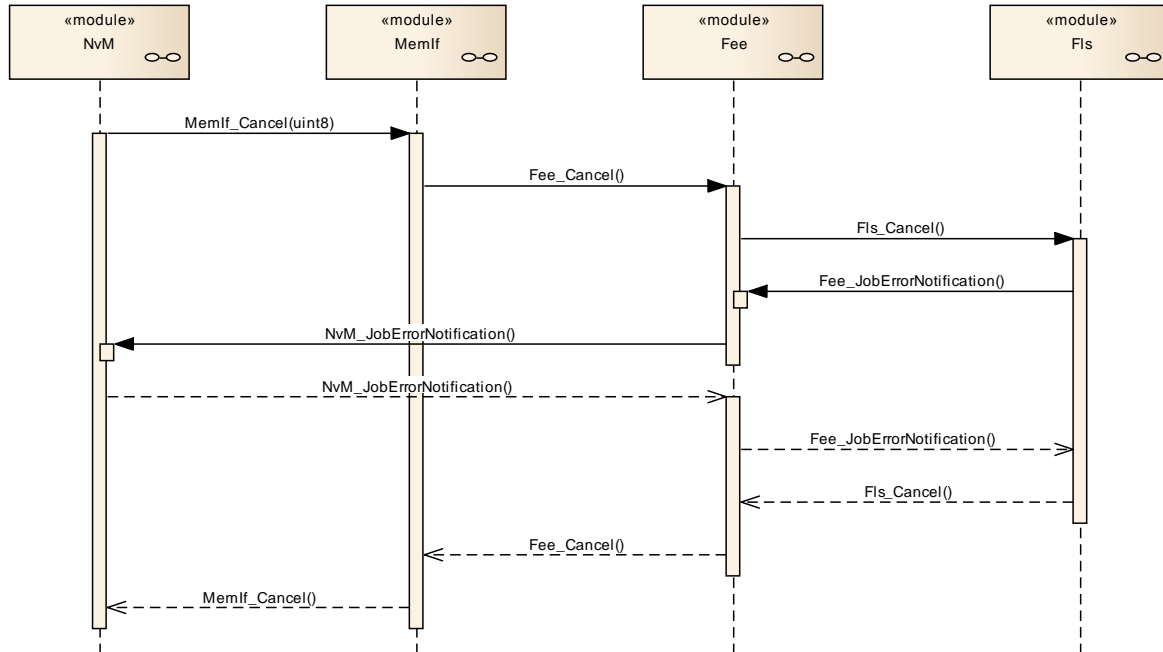 «module»
NvM
«module»
MemIf
«module»
Fee
«module»
Fls
MemIf_Cancel(uint8)
Fee_Cancel()
Fls_Cancel()
Fee_JobErrorNotification()
NvM_JobErrorNotification()
NvM_JobErrorNotification()
Fee_JobErrorNotification()
Fls_Cancel()
Fee_Cancel()
MemIf_Cancel()